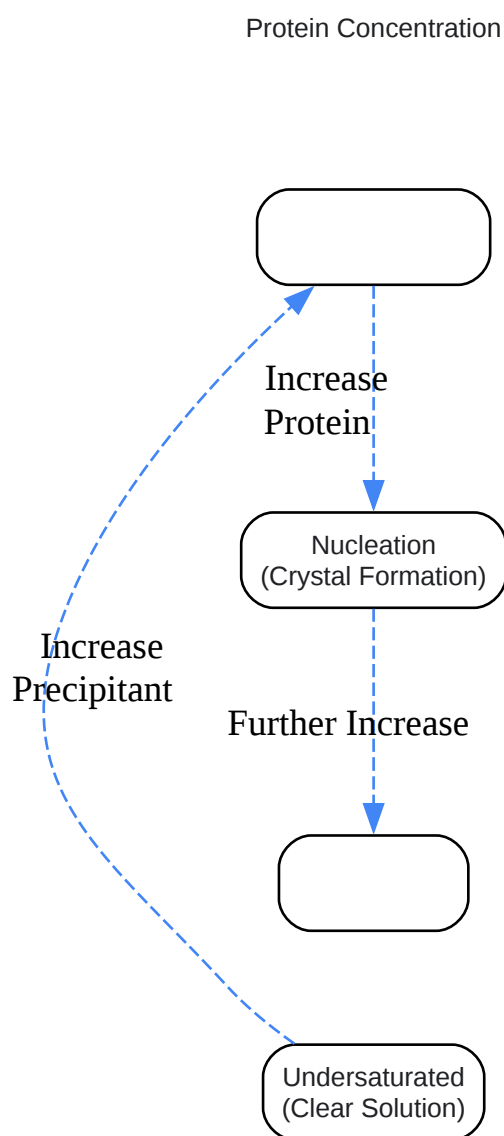 Protein Concentration
Increase
Protein
Nucleation
(Crystal Formation)
Increase
Precipitant
Further Increase
Undersaturated
(Clear Solution)